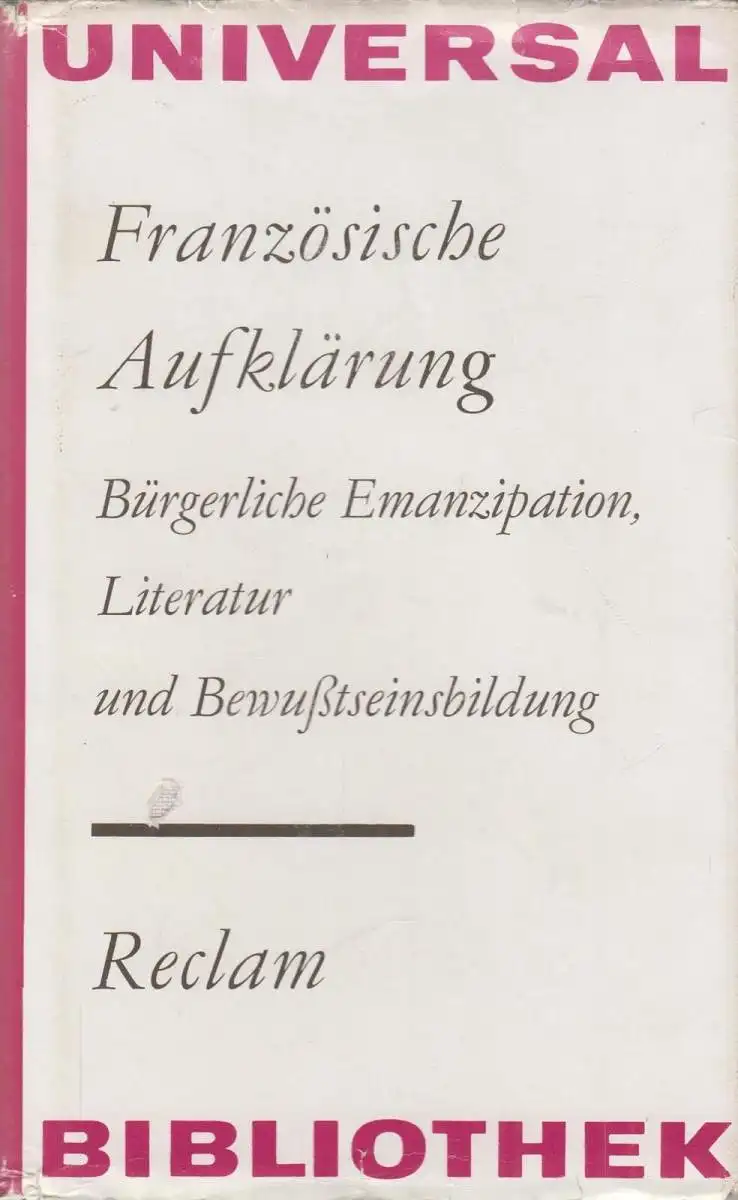 UNIVERSAL
Französische
Aufklärung
Bürgerliche Emanzipation,
Literatur
und Bewußtseinsbildung
Reclam
BIBLIOTHEK